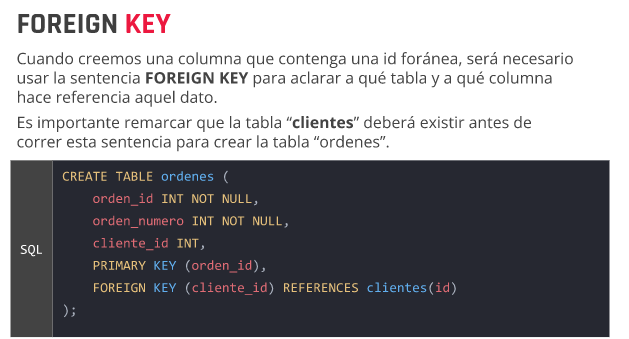 FOREIGN KEY
Cuando creemos una columna que contenga una id foránea, será necesario
usar la sentencia FOREIGN KEY para aclarar a qué tabla y a qué columna
hace referencia aquel dato.
Es importante remarcar que la tabla “clientes” deberá existir antes de
correr esta sentencia para crear la tabla “ordenes”.
SQL
CREATE TABLE ordenes (
    orden_id INT NOT NULL,
    orden_numero INT NOT NULL,
    cliente_id INT,
    PRIMARY KEY (orden_id),
    FOREIGN KEY (cliente_id) REFERENCES clientes(id)
);